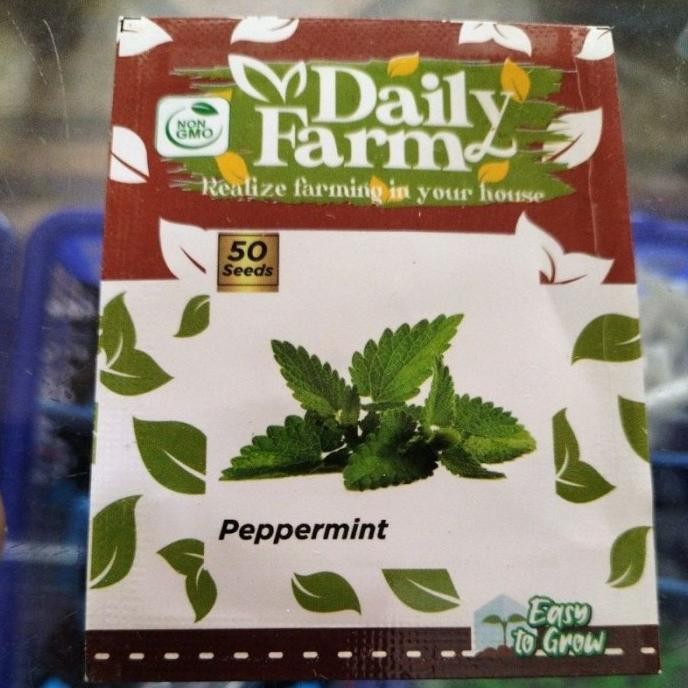 Daily
Farm
NON
GMO
Realize farming in your house
50
Seeds
Peppermint
Easy
to Grow